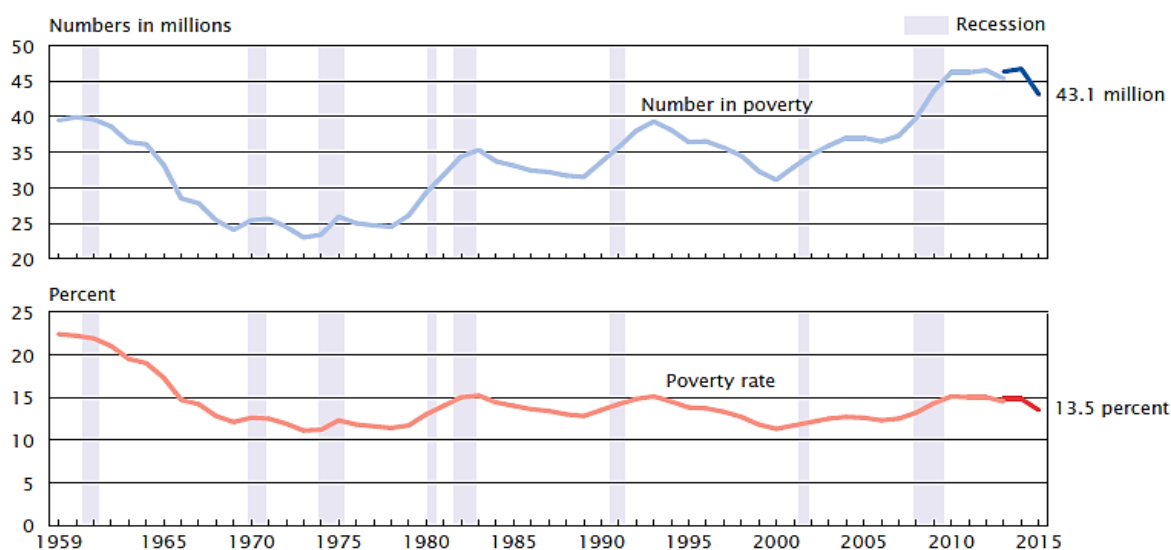 Numbers in millions
Recession
50
45
40
35
30
25
20
Number in poverty
43.1 million
Percent
25
20
15
10
5
0
Poverty rate
13.5 percent
1959 1965 1970 1975 1980 1985 1990 1995 2000 2005 2010 2015